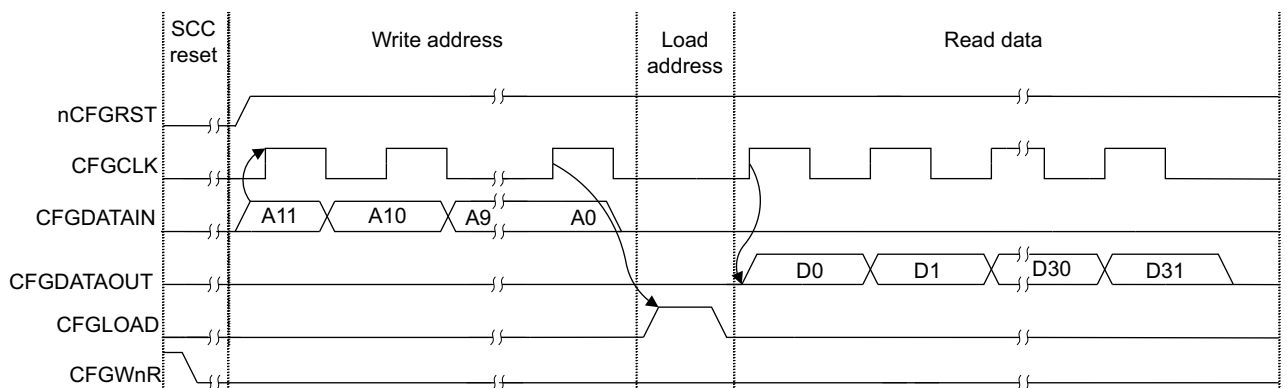 SCC
reset
Write address
Load
address
Read data
nCFGRST
CFGCLK
CFGDATAIN
A11
A10
A9
A0
CFGDATAOUT
D0
D1
D30
D31
CFGLOAD
CFGWnR